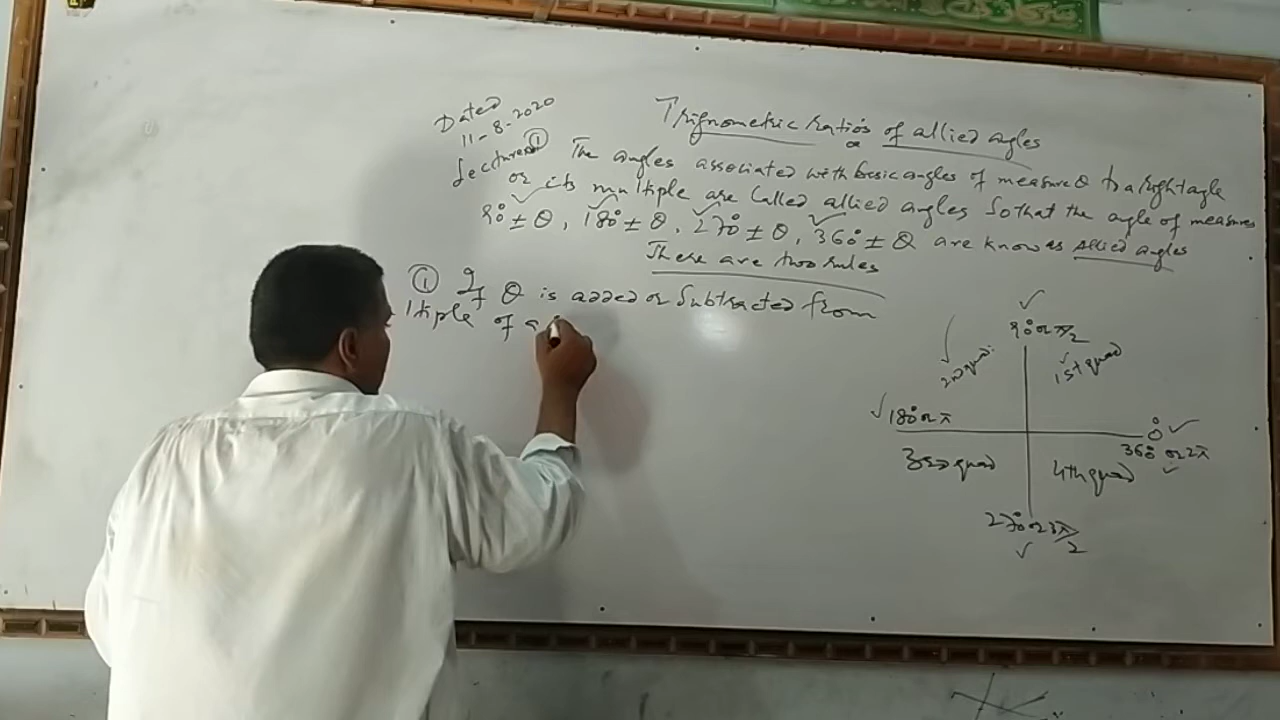 Dated
11-8-2020
Lecture ①
Trignometric ratios of allied angles
The angles associated with basic angles of measure θ to a right angle
or its multiple are called allied angles So that the angle of measures
90° ± θ, 180° ± θ, 270° ± θ, 360° ± θ are know as allied angles
There are two rules
① If θ is added or Subtracted from
ltiple of a
90° or π/2
2nd quad.
1st quad
180° or π
0°
360° or 2π
3rd quad
4th quad
270° or 3π/2